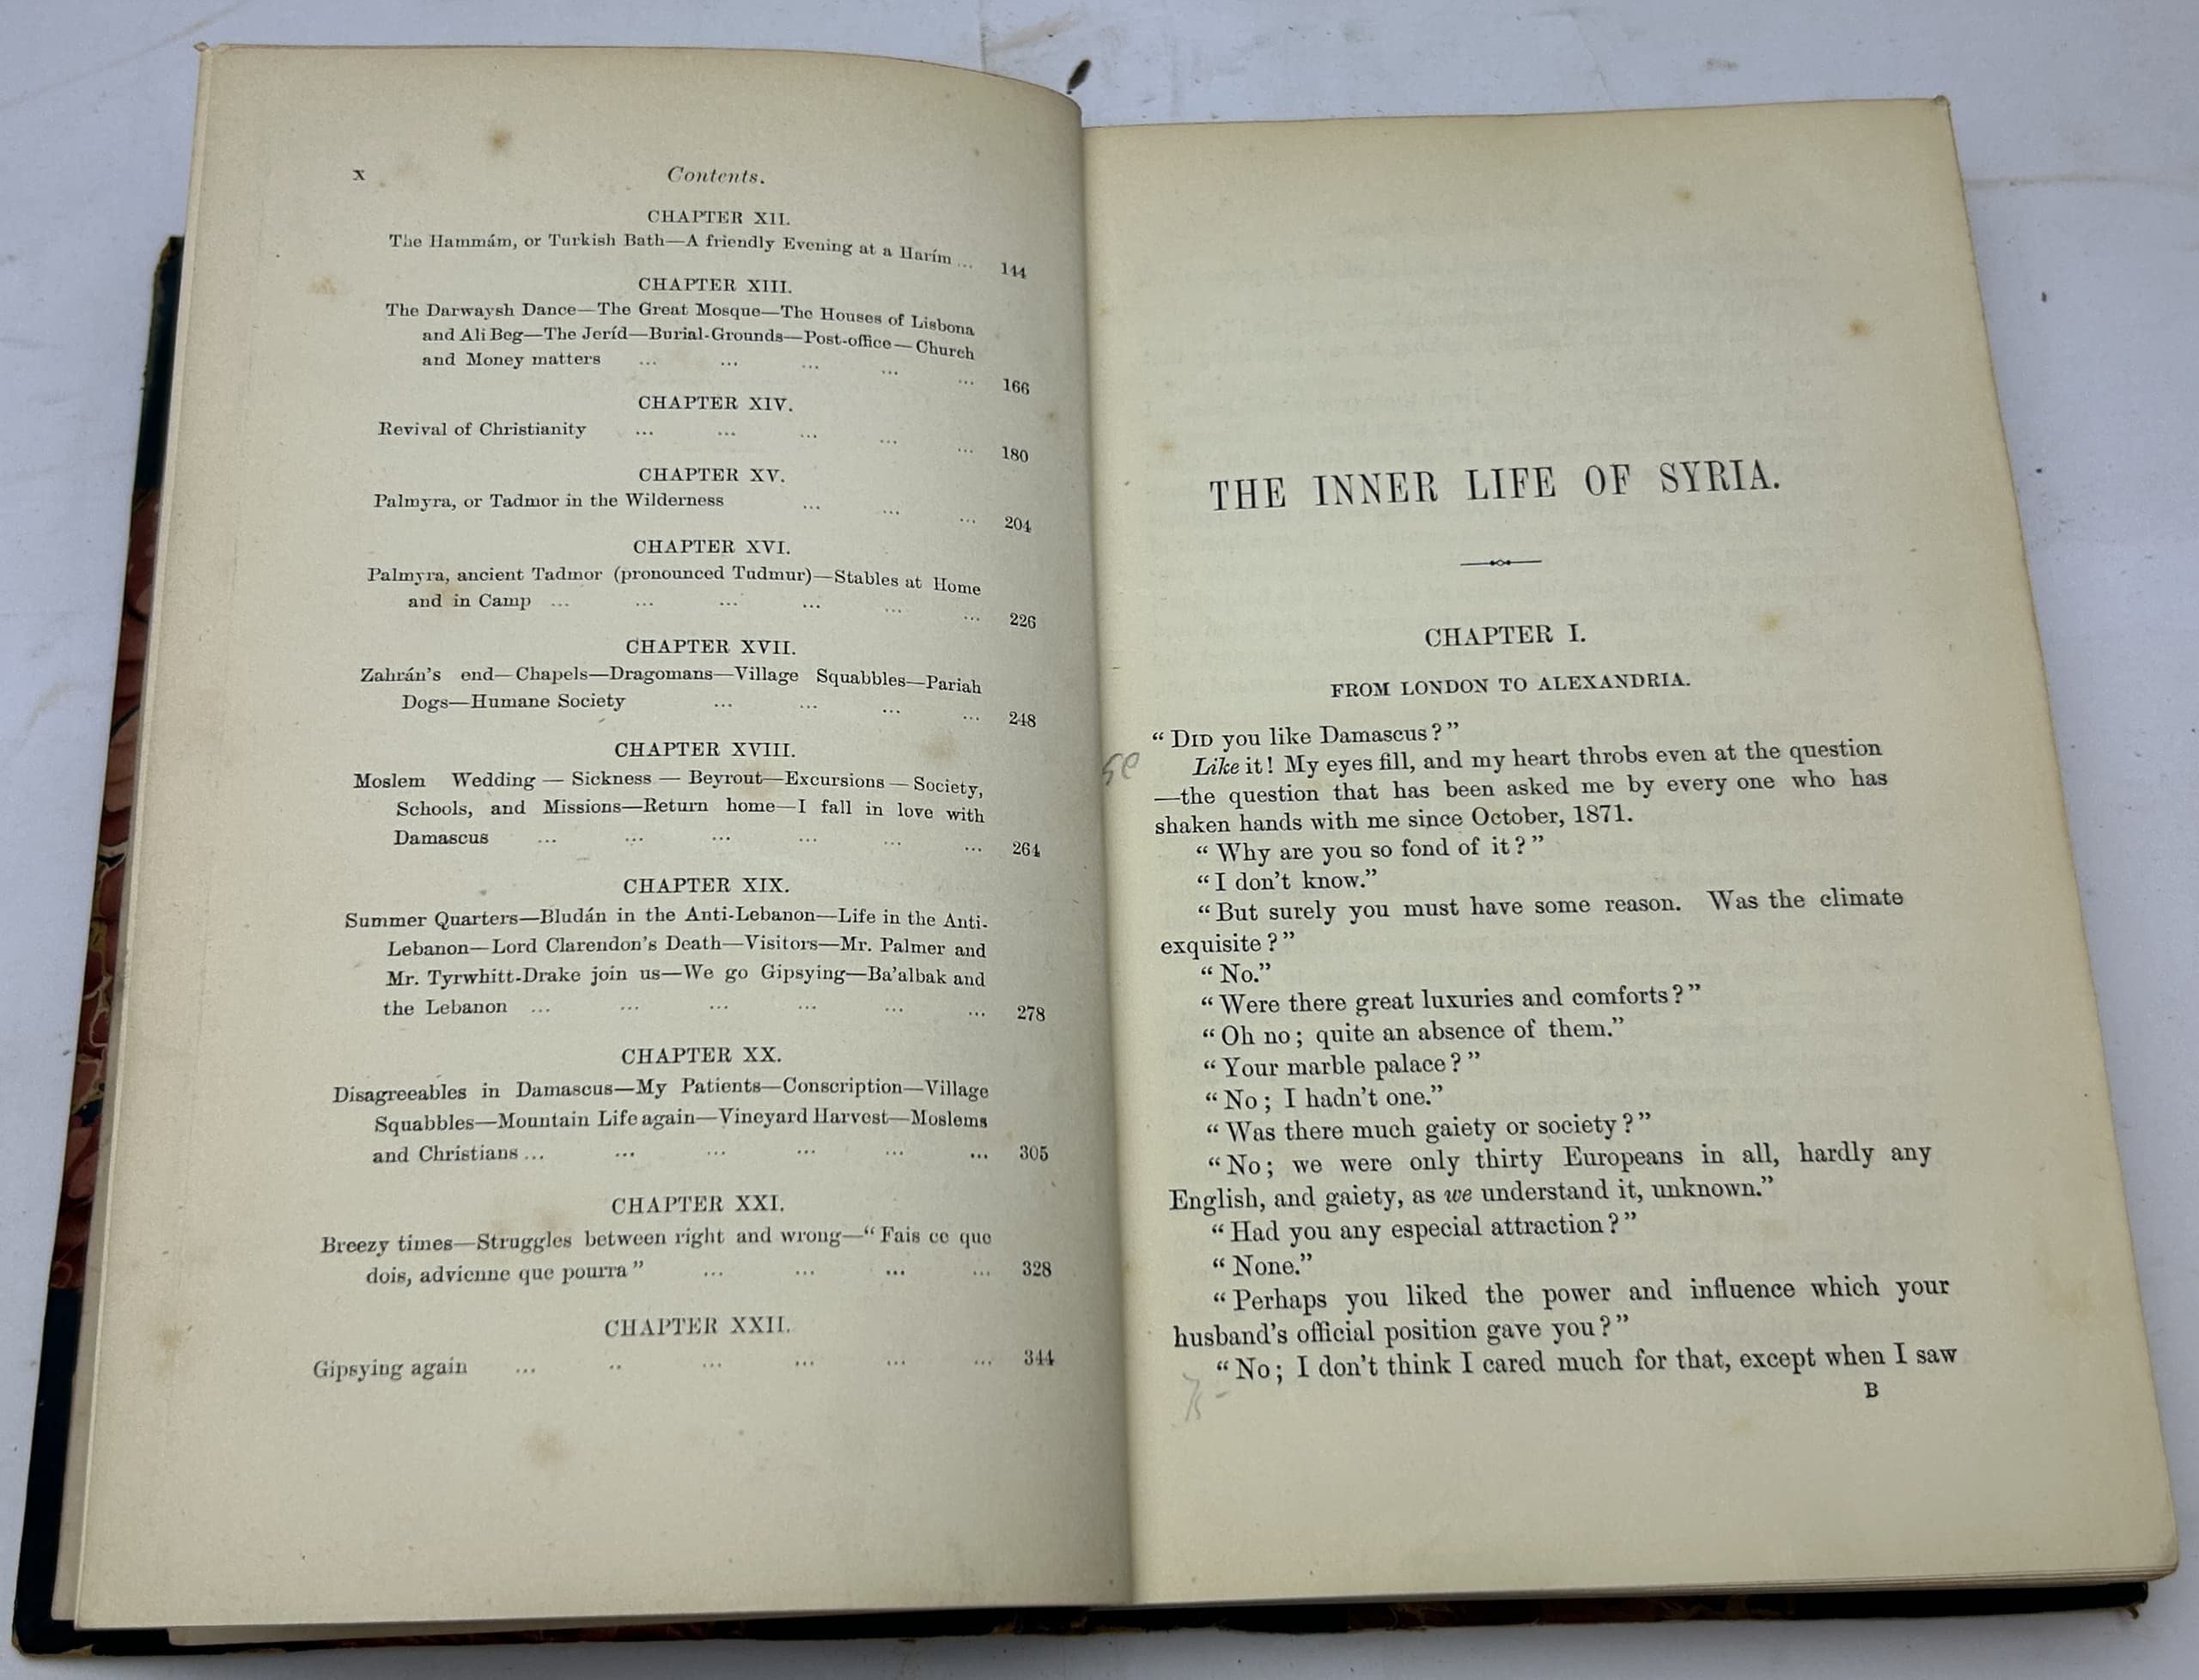 x Contents.
CHAPTER XII.
The Hammám, or Turkish Bath—A friendly Evening at a Harím ... 144
CHAPTER XIII.
The Darwaysh Dance—The Great Mosque—The Houses of Lisbona
and Ali Beg—The Jeríd—Burial-Grounds—Post-office—Church
and Money matters ... ... ... ... ... 166
CHAPTER XIV.
Revival of Christianity ... ... ... ... ... 180
CHAPTER XV.
Palmyra, or Tadmor in the Wilderness ... ... ... 204
CHAPTER XVI.
Palmyra, ancient Tadmor (pronounced Tudmur)—Stables at Home
and in Camp ... ... ... ... ... ... 226
CHAPTER XVII.
Zahrán's end—Chapels—Dragomans—Village Squabbles—Pariah
Dogs—Humane Society ... ... ... ... 248
CHAPTER XVIII.
Moslem Wedding — Sickness — Beyrout—Excursions — Society,
Schools, and Missions—Return home—I fall in love with
Damascus ... ... ... ... ... ... 264
CHAPTER XIX.
Summer Quarters—Bludán in the Anti-Lebanon—Life in the Anti-
Lebanon—Lord Clarendon's Death—Visitors—Mr. Palmer and
Mr. Tyrwhitt-Drake join us—We go Gipsying—Ba'albak and
the Lebanon ... ... ... ... ... ... 278
CHAPTER XX.
Disagreeables in Damascus—My Patients—Conscription—Village
Squabbles—Mountain Life again—Vineyard Harvest—Moslems
and Christians ... ... ... ... ... ... 305
CHAPTER XXI.
Breezy times—Struggles between right and wrong—“Fais ce que
dois, advienne que pourra” ... ... ... ... 328
CHAPTER XXII.
Gipsying again ... .. ... ... ... ... 344
THE INNER LIFE OF SYRIA.
CHAPTER I.
FROM LONDON TO ALEXANDRIA.
“DID you like Damascus?”
Like it! My eyes fill, and my heart throbs even at the question
—the question that has been asked me by every one who has
shaken hands with me since October, 1871.
“Why are you so fond of it?”
“I don't know.”
“But surely you must have some reason. Was the climate
exquisite?”
“No.”
“Were there great luxuries and comforts?”
“Oh no; quite an absence of them.”
“Your marble palace?”
“No; I hadn't one.”
“Was there much gaiety or society?”
“No; we were only thirty Europeans in all, hardly any
English, and gaiety, as we understand it, unknown.”
“Had you any especial attraction?”
“None.”
“Perhaps you liked the power and influence which your
husband's official position gave you?”
“No; I don't think I cared much for that, except when I saw
B